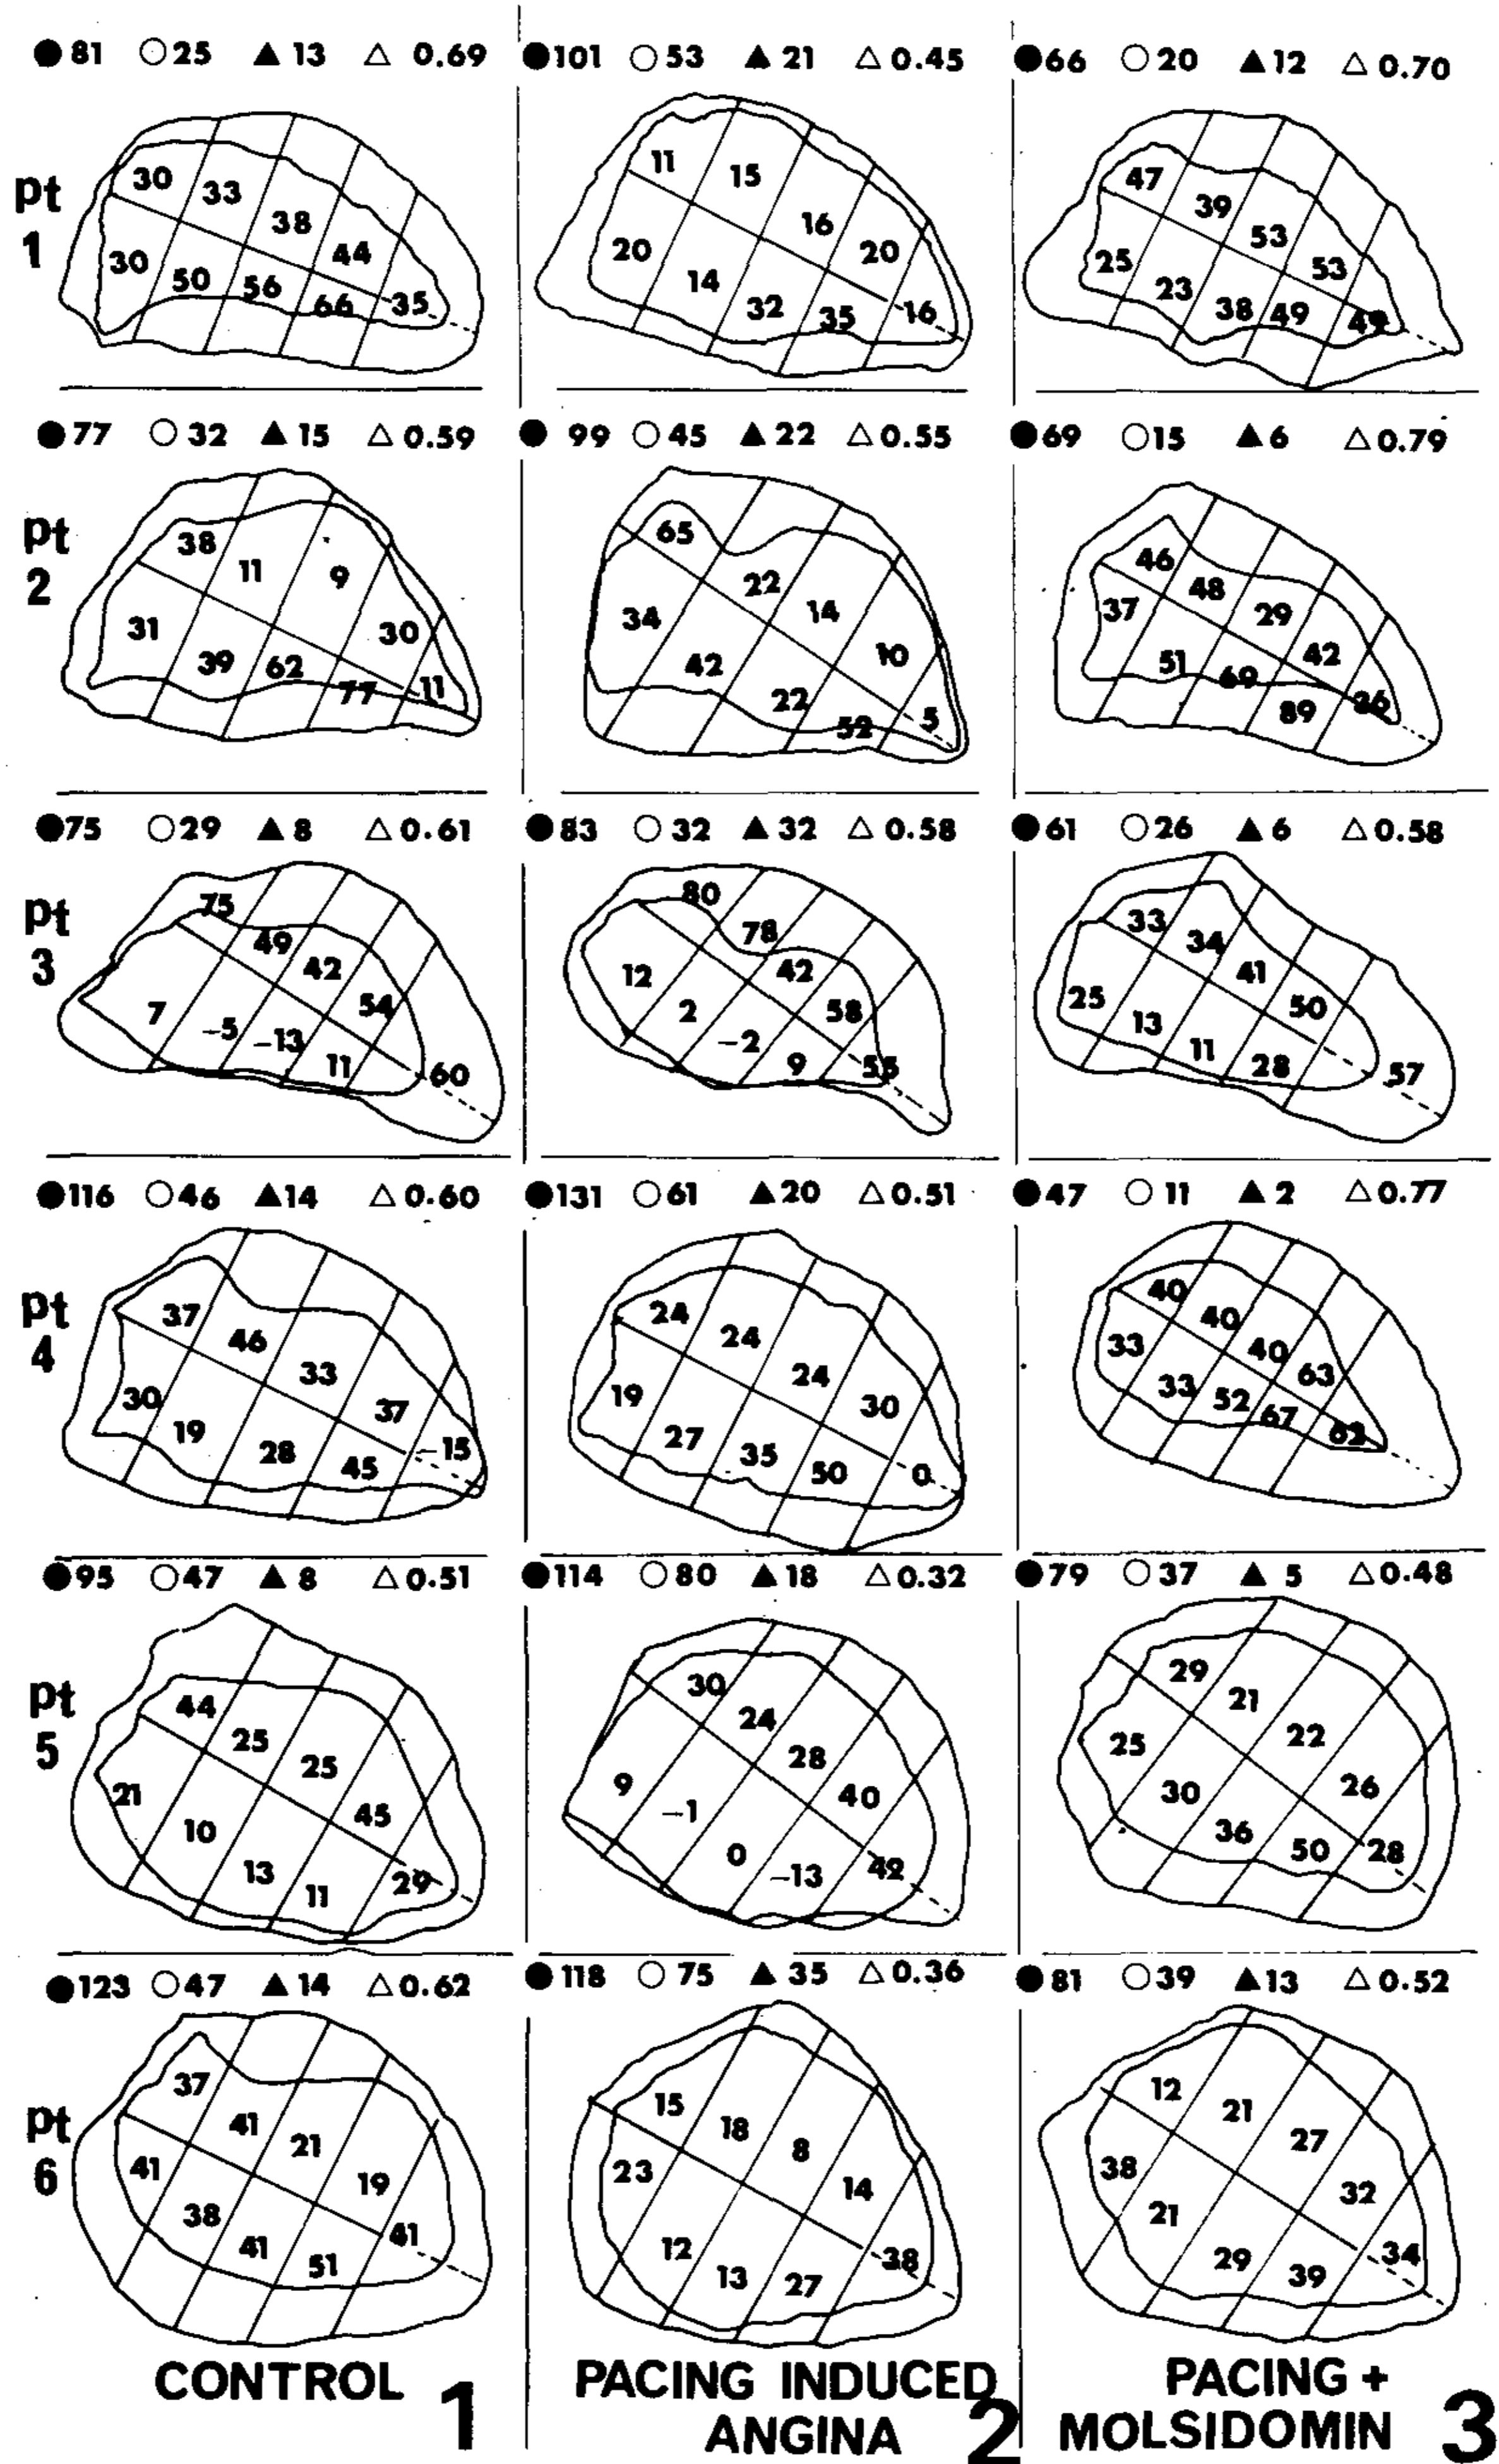 ●81 ○25 ▲13 △0.69 ●101 ○53 ▲21 △0.45 ●66 ○20 ▲12 △0.70
pt 1
30 33 38 44 30 50 56 66 35
11 15 16 20 20 14 32 35 16
47 39 53 53 25 23 38 49 49
●77 ○32 ▲15 △0.59 ●99 ○45 ▲22 △0.55 ●69 ○15 ▲6 △0.79
pt 2
38 11 9 30 31 39 62 77 11
65 22 14 10 34 42 22 52 5
46 48 29 42 37 51 69 89 26
●75 ○29 ▲8 △0.61 ●83 ○32 ▲32 △0.58 ●61 ○26 ▲6 △0.58
pt 3
75 49 42 54 7 -5 -13 11 60
80 78 42 58 12 2 -2 9 55
33 34 41 50 25 13 11 28 57
●116 ○46 ▲14 △0.60 ●131 ○61 ▲20 △0.51 ●47 ○11 ▲2 △0.77
pt 4
37 46 33 37 30 19 28 45 -15
24 24 24 30 19 27 35 50 0
40 40 40 63 33 33 52 67 62
●95 ○47 ▲8 △0.51 ●114 ○80 ▲18 △0.32 ●79 ○37 ▲5 △0.48
pt 5
44 25 25 45 21 10 13 11 29
30 24 28 40 9 -1 0 -13 42
29 21 22 26 25 30 36 50 28
●123 ○47 ▲14 △0.62 ●118 ○75 ▲35 △0.36 ●81 ○39 ▲13 △0.52
pt 6
37 41 21 19 41 38 41 51 41
15 18 8 14 23 12 13 27 38
12 21 27 32 38 21 29 39 34
CONTROL 1
PACING INDUCED
ANGINA 2
PACING +
MOLSIDOMIN 3